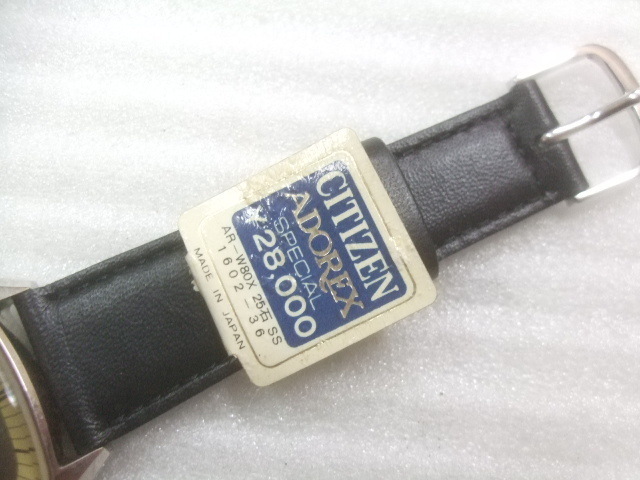 CITIZEN
ADOREX
SPECIAL
¥28,000
AR-W80X 25石 SS
1602-36
MADE IN JAPAN